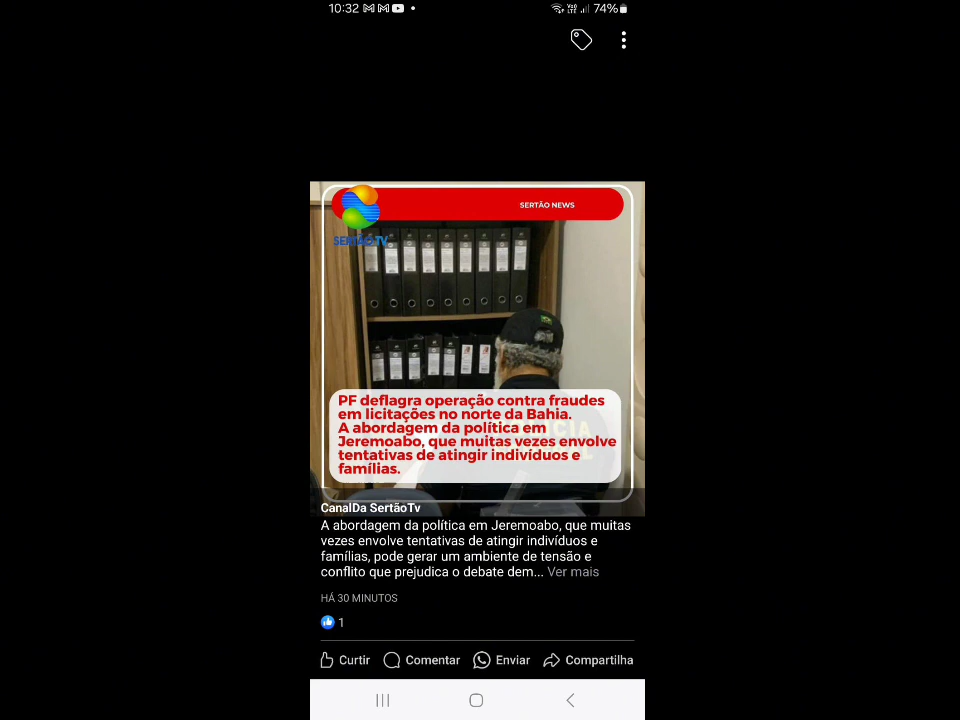 10:32
Vo)) LTE 74%
SERTÃO NEWS
SERTÃO TV
PF deflagra operação contra fraudes
em licitações no norte da Bahia.
A abordagem da política em
Jeremoabo, que muitas vezes envolve
tentativas de atingir indivíduos e
famílias.
CanalDa SertãoTv
A abordagem da política em Jeremoabo, que muitas
vezes envolve tentativas de atingir indivíduos e
famílias, pode gerar um ambiente de tensão e
conflito que prejudica o debate dem... Ver mais
HÁ 30 MINUTOS
1
Curtir Comentar Enviar Compartilha